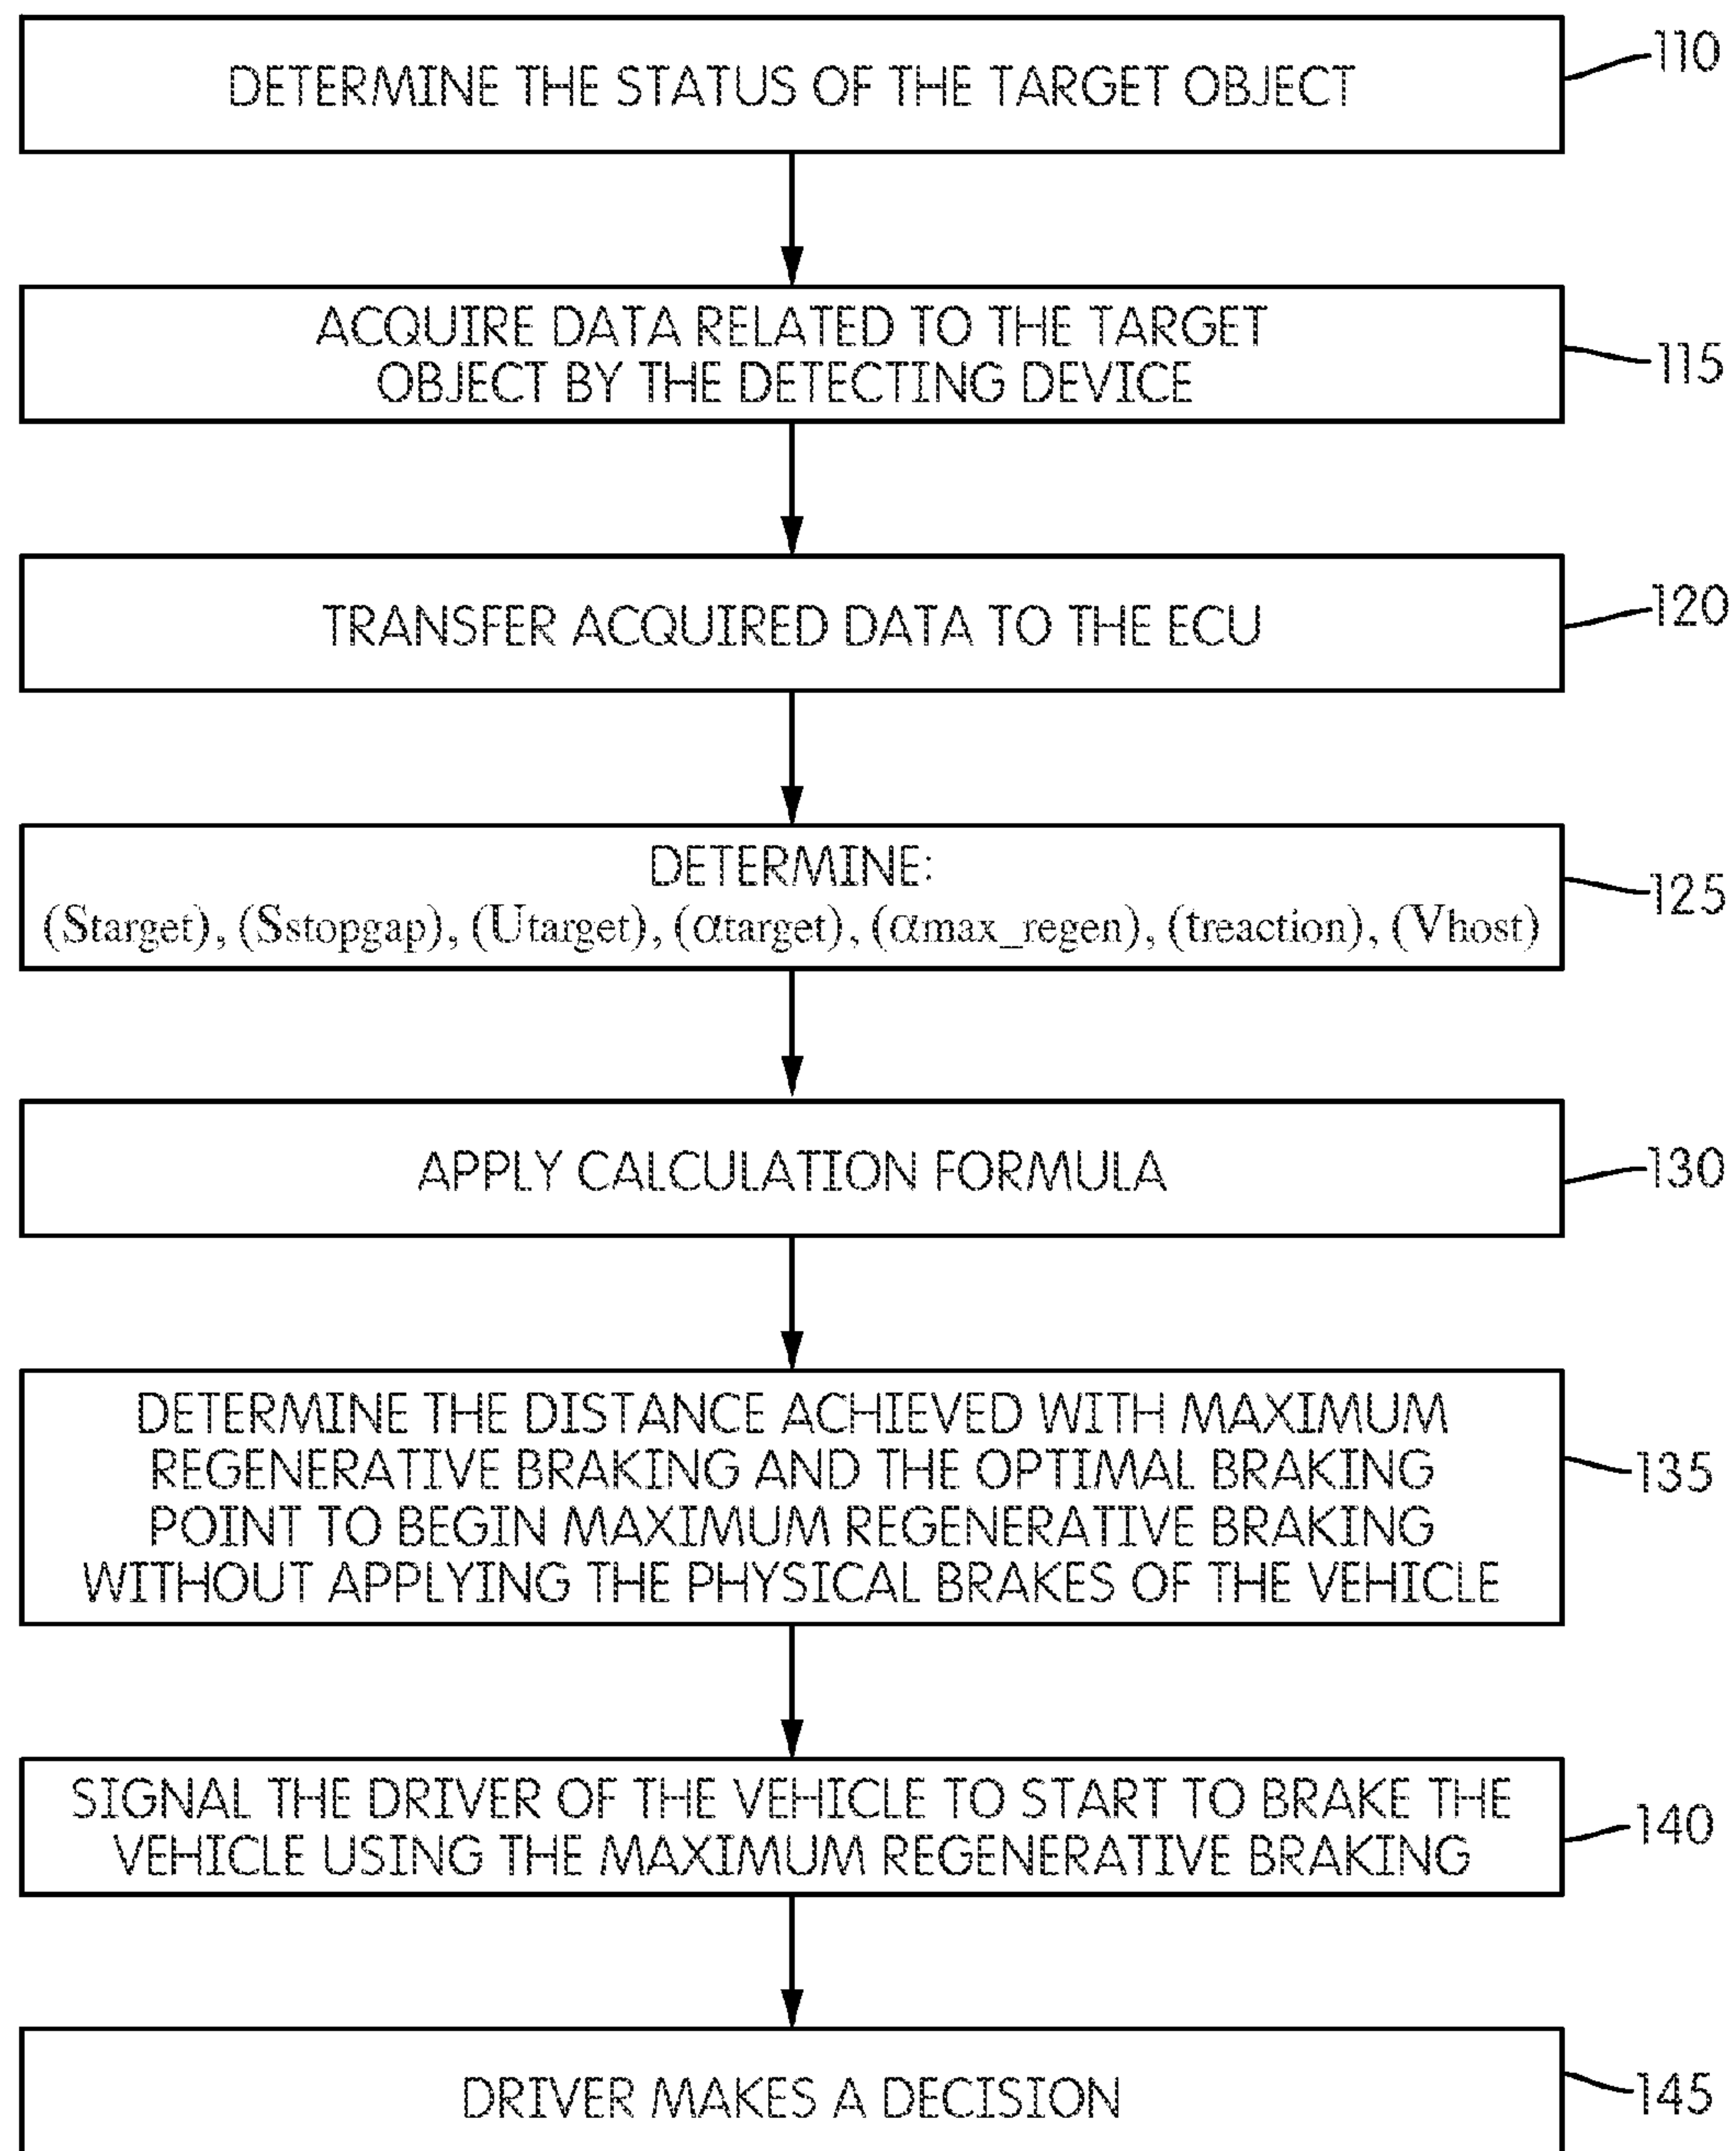 DETERMINE THE STATUS OF THE TARGET OBJECT
110
ACQUIRE DATA RELATED TO THE TARGET
OBJECT BY THE DETECTING DEVICE
115
TRANSFER ACQUIRED DATA TO THE ECU
120
DETERMINE:
(Starget), (Sstopgap), (Utarget), (αtarget), (αmax_regen), (treaction), (Vhost)
125
APPLY CALCULATION FORMULA
130
DETERMINE THE DISTANCE ACHIEVED WITH MAXIMUM
REGENERATIVE BRAKING AND THE OPTIMAL BRAKING
POINT TO BEGIN MAXIMUM REGENERATIVE BRAKING
WITHOUT APPLYING THE PHYSICAL BRAKES OF THE VEHICLE
135
SIGNAL THE DRIVER OF THE VEHICLE TO START TO BRAKE THE
VEHICLE USING THE MAXIMUM REGENERATIVE BRAKING
140
DRIVER MAKES A DECISION
145